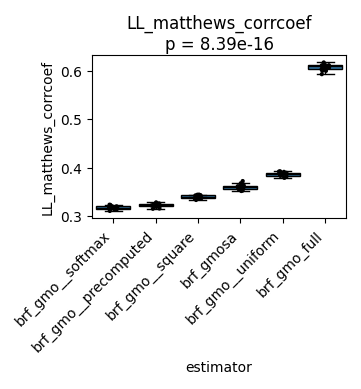 LL_matthews_corrcoef
p = 8.39e-16
LL_matthews_corrcoef
0.6
0.5
0.4
0.3
brf_gmo__softmax
brf_gmo__precomputed
brf_gmo__square
brf_gmosa
brf_gmo__uniform
brf_gmo_full
estimator